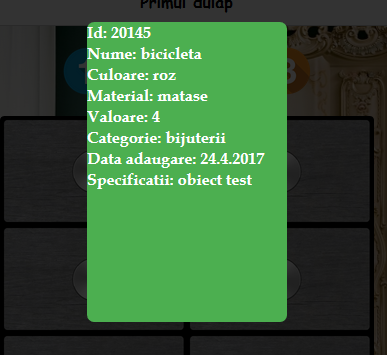 Primul dulap
Id: 20145
Nume: bicicleta
Culoare: roz
Material: matase
Valoare: 4
Categorie: bijuterii
Data adaugare: 24.4.2017
Specificatii: obiect test